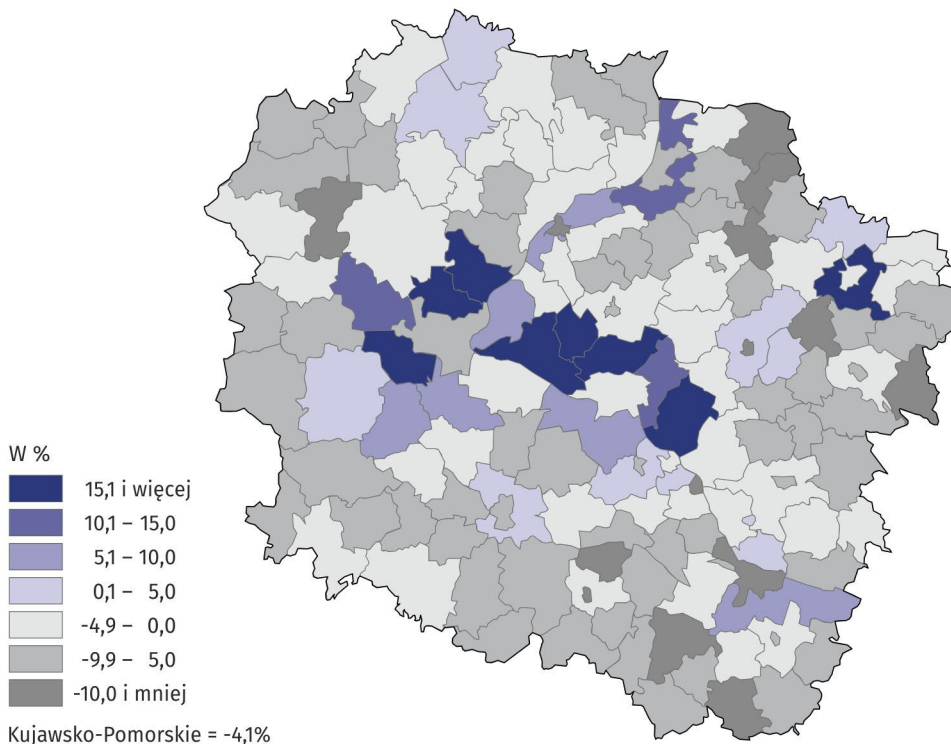 W %
15,1 i więcej
10,1 – 15,0
5,1 – 10,0
0,1 – 5,0
-4,9 – 0,0
-9,9 – 5,0
-10,0 i mniej
Kujawsko-Pomorskie = -4,1%